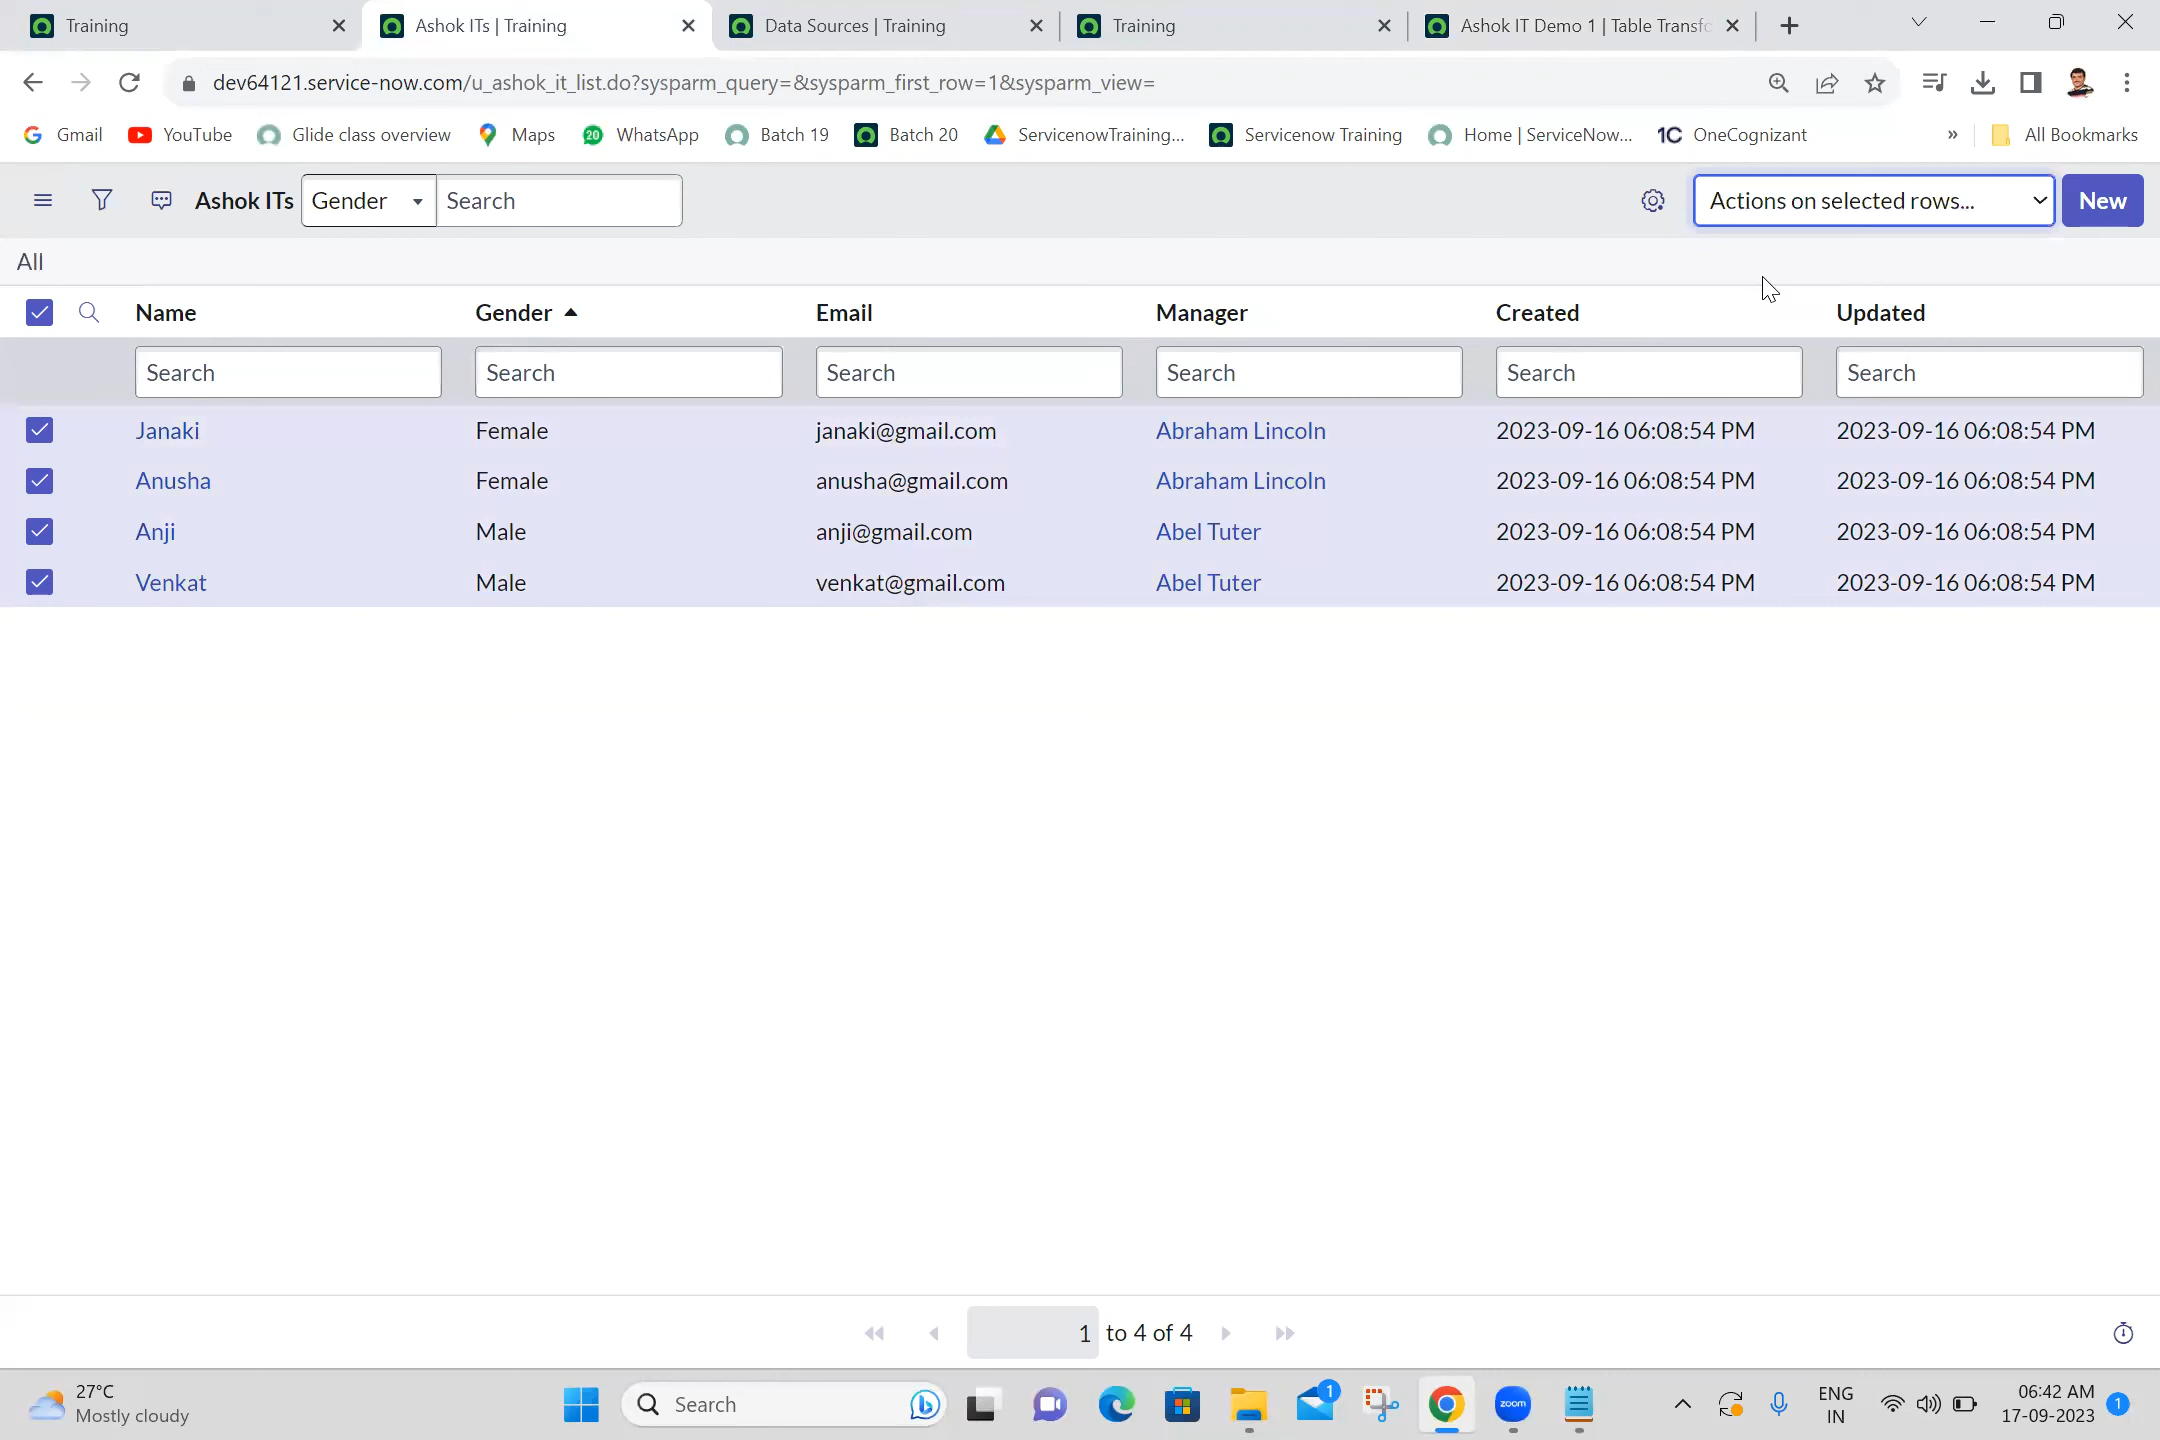 Training
Ashok ITs | Training
Data Sources | Training
Training
Ashok IT Demo 1 | Table Transfo
dev64121.service-now.com/u_ashok_it_list.do?sysparm_query=&sysparm_first_row=1&sysparm_view=
Gmail
YouTube
Glide class overview
Maps
20
WhatsApp
Batch 19
Batch 20
ServicenowTraining...
Servicenow Training
Home | ServiceNow...
1C
OneCognizant
»
All Bookmarks
Ashok ITs
Gender
Search
Actions on selected rows...
New
All
Name Gender Email Manager Created Updated
Search Search Search Search Search Search
Janaki Female janaki@gmail.com Abraham Lincoln 2023-09-16 06:08:54 PM 2023-09-16 06:08:54 PM
Anusha Female anusha@gmail.com Abraham Lincoln 2023-09-16 06:08:54 PM 2023-09-16 06:08:54 PM
Anji Male anji@gmail.com Abel Tuter 2023-09-16 06:08:54 PM 2023-09-16 06:08:54 PM
Venkat Male venkat@gmail.com Abel Tuter 2023-09-16 06:08:54 PM 2023-09-16 06:08:54 PM
1 to 4 of 4
27°C
Mostly cloudy
Search
1
zoom
ENG
IN
06:42 AM
17-09-2023
1